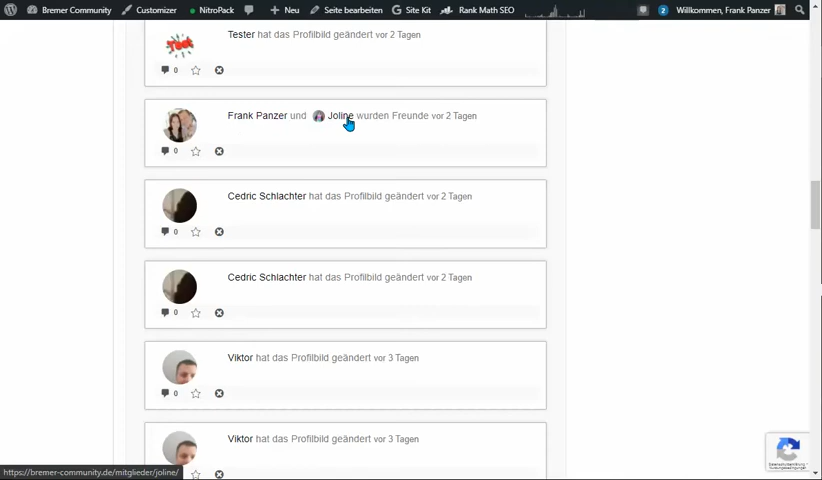 Bremer Community Customizer NitroPack + Neu Seite bearbeiten Site Kit Rank Math SEO 2 Willkommen, Frank Panzer
Tester hat das Profilbild geändert vor 2 Tagen
0
Frank Panzer und Joline wurden Freunde vor 2 Tagen
0
Cedric Schlachter hat das Profilbild geändert vor 2 Tagen
0
Cedric Schlachter hat das Profilbild geändert vor 2 Tagen
0
Viktor hat das Profilbild geändert vor 3 Tagen
0
Viktor hat das Profilbild geändert vor 3 Tagen
https://bremer-community.de/mitglieder/joline/